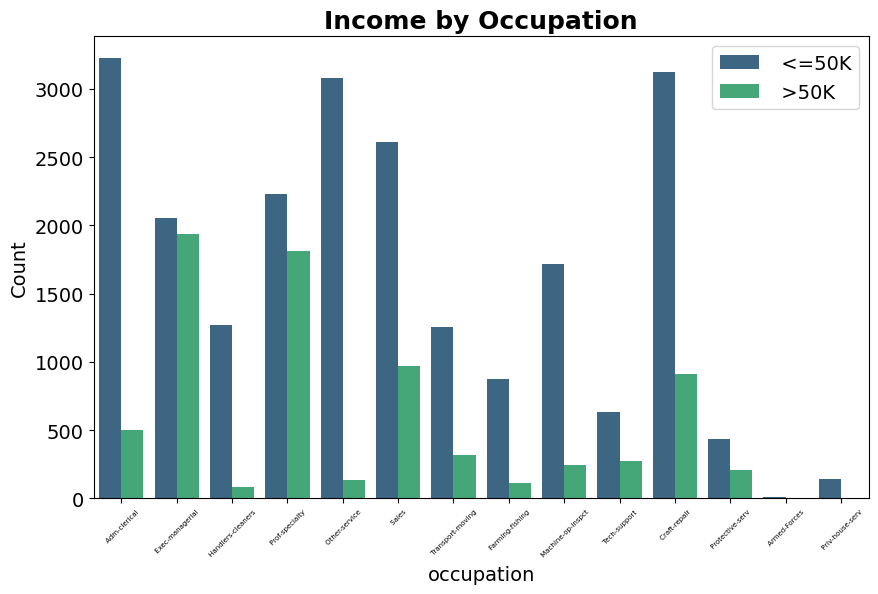 Income by Occupation
<=50K
>50K
Count
3000
2500
2000
1500
1000
500
0
Adm-clerical
Exec-managerial
Handlers-cleaners
Prof-specialty
Other-service
Sales
Transport-moving
Farming-fishing
Machine-op-inspct
Tech-support
Craft-repair
Protective-serv
Armed-Forces
Priv-house-serv
occupation